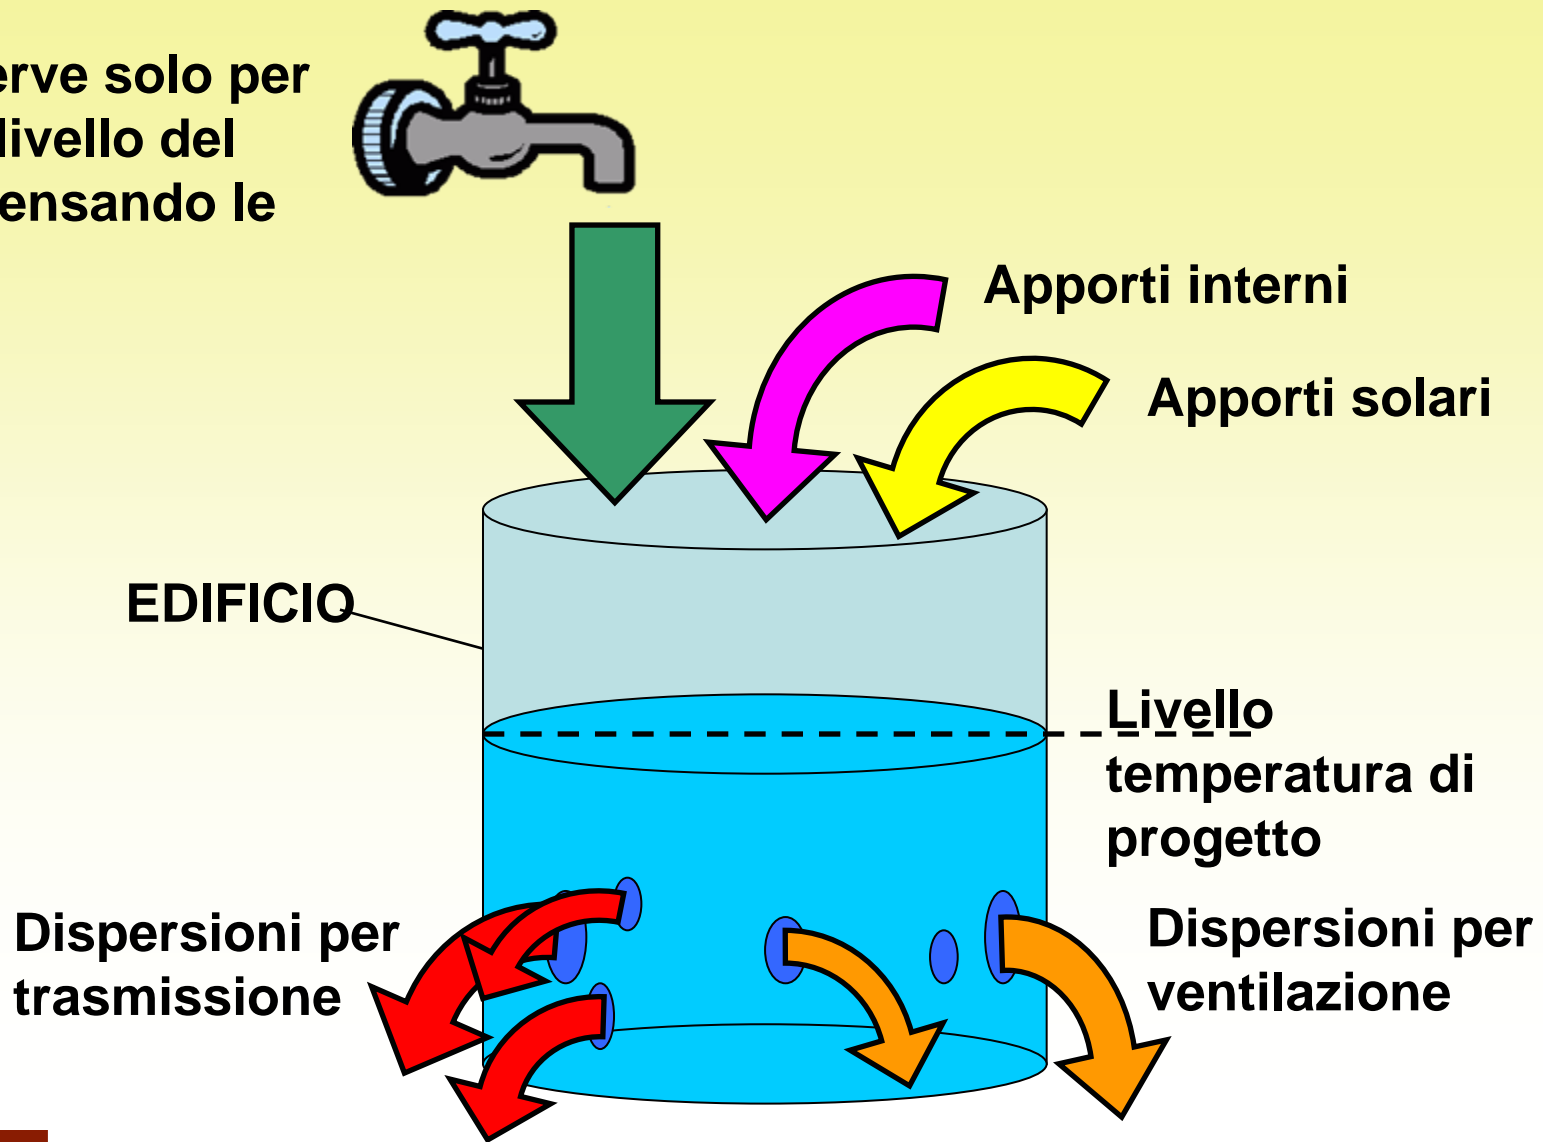 erve solo per
livello del
ensando le
Apporti interni
Apporti solari
EDIFICIO
Livello
temperatura di
progetto
Dispersioni per
trasmissione
Dispersioni per
ventilazione